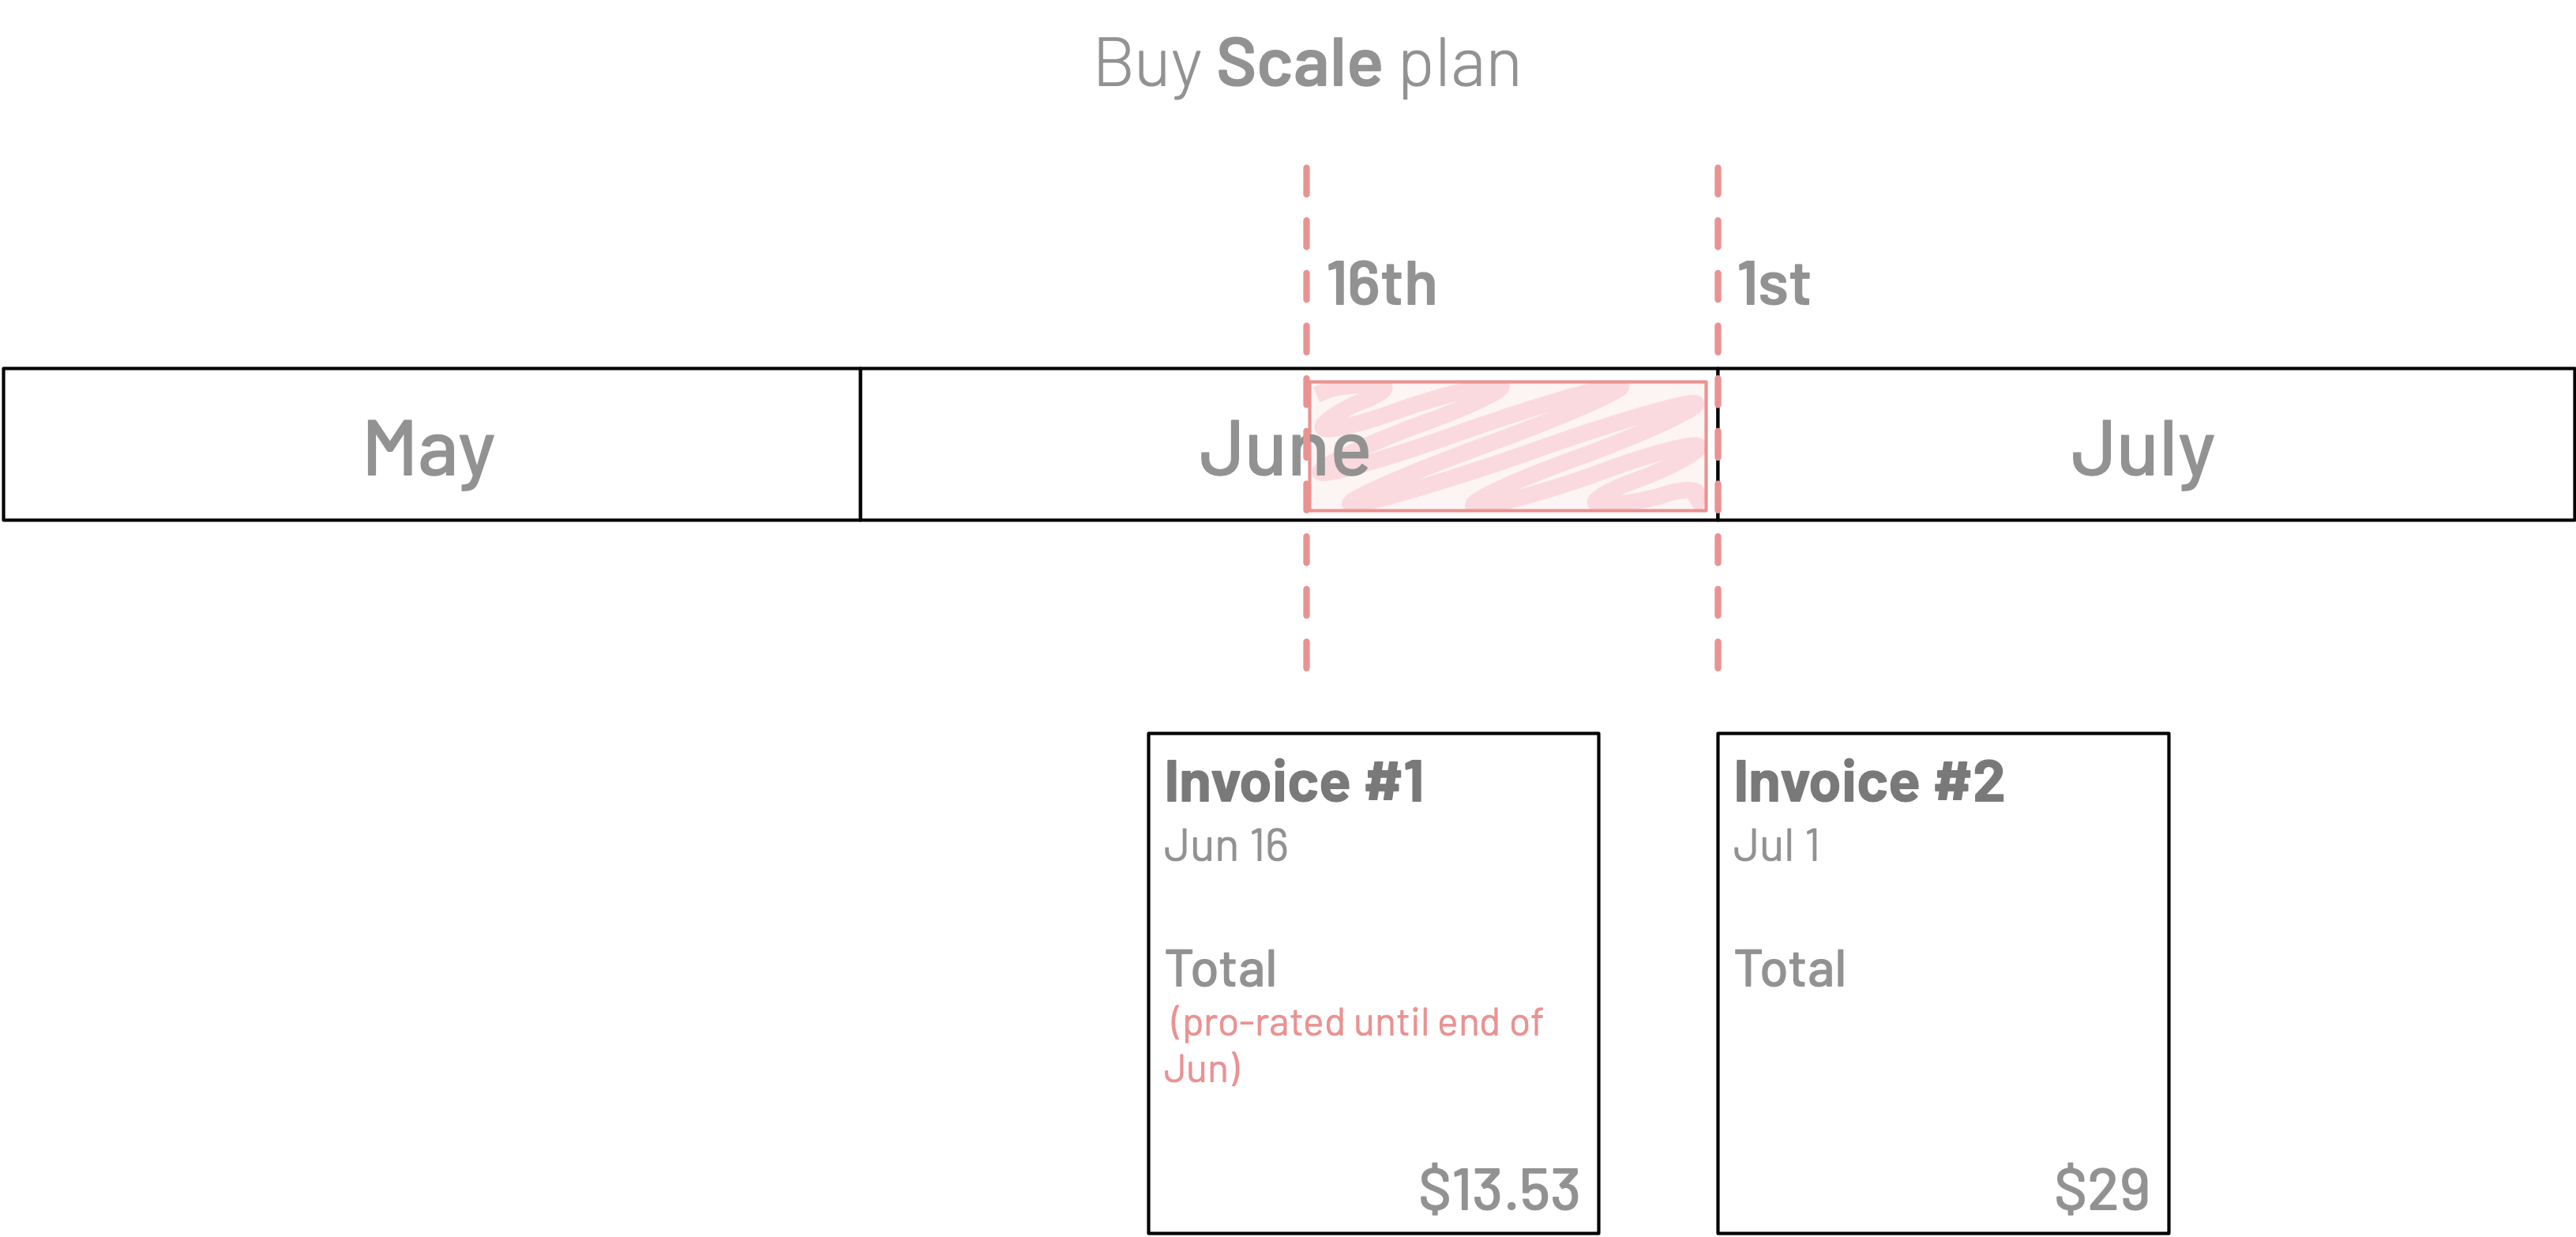 Buy Scale plan
16th
1st
May
June
July
Invoice #1
Jun 16
Total
(pro-rated until end of
Jun)
$13.53
Invoice #2
Jul 1
Total
$29